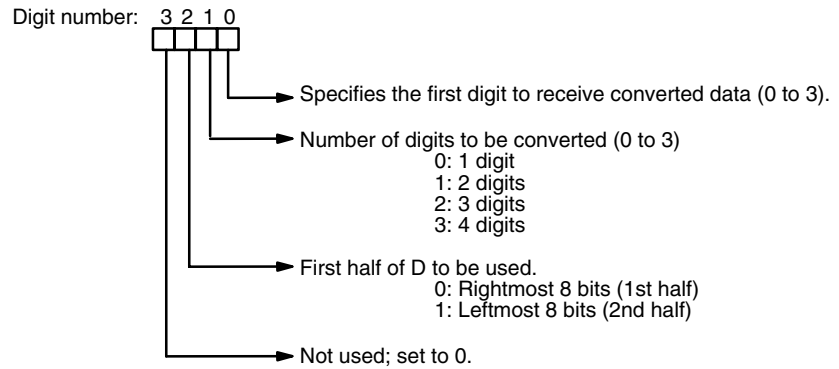 Digit number: 3 2 1 0
Specifies the first digit to receive converted data (0 to 3).
Number of digits to be converted (0 to 3)
0: 1 digit
1: 2 digits
2: 3 digits
3: 4 digits
First half of D to be used.
0: Rightmost 8 bits (1st half)
1: Leftmost 8 bits (2nd half)
Not used; set to 0.